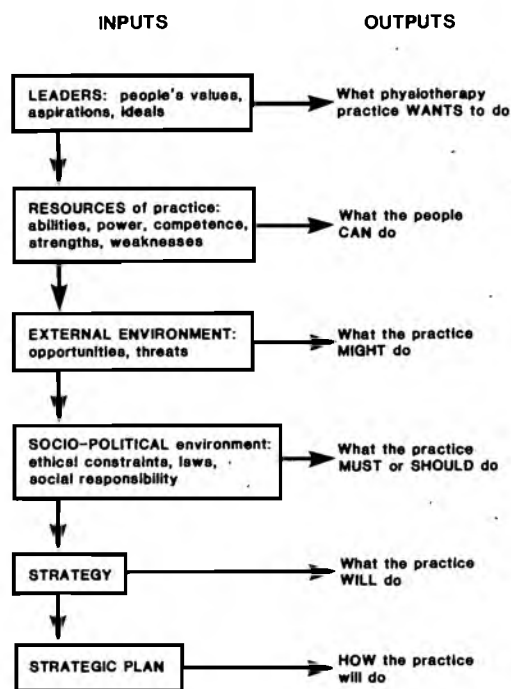 INPUTS OUTPUTS
LEADERS: people's values,
aspirations, ideals
What physiotherapy
practice WANTS to do
RESOURCES of practice:
abilities, power, competence,
strengths, weaknesses
What the people
CAN do
EXTERNAL ENVIRONMENT:
opportunities, threats
What the practice
MIGHT do
SOCIO-POLITICAL environment:
ethical constraints, laws,
social responsibility
What the practice
MUST or SHOULD do
STRATEGY
What the practice
WILL do
STRATEGIC PLAN
HOW the practice
will do